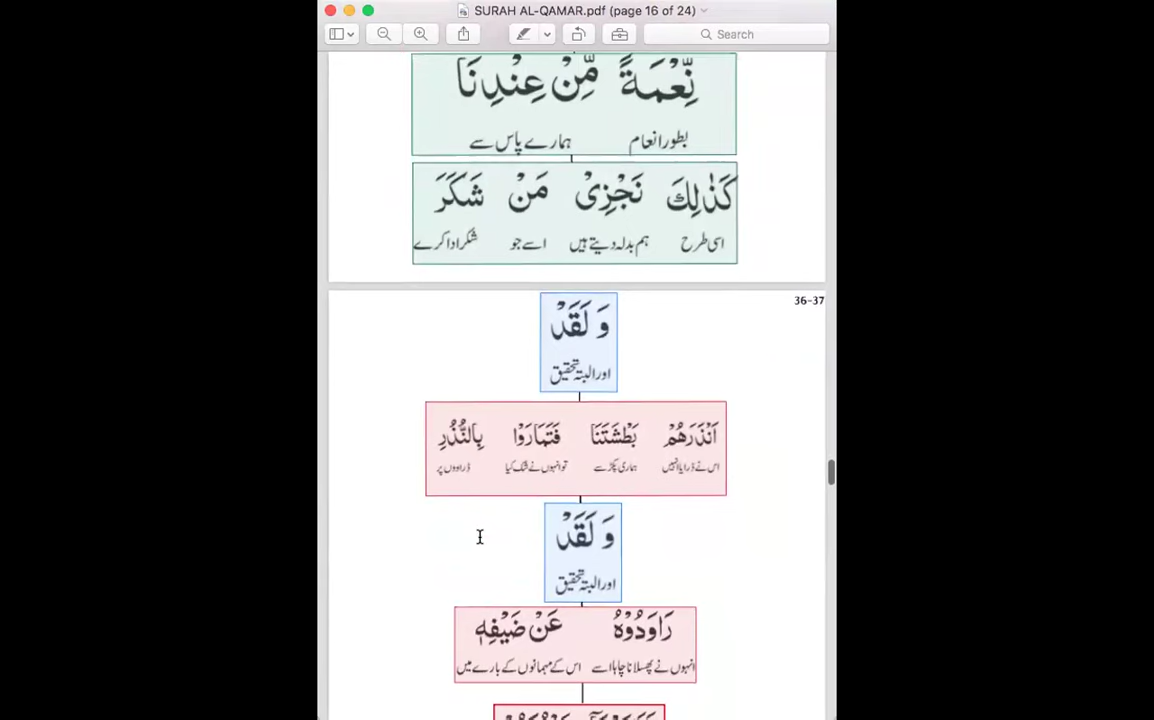 SURAH AL-QAMAR.pdf (page 16 of 24)
Search
نِّعْمَةً مِّنْ عِنْدِنَا
بطور انعام ہمارے پاس سے
كَذٰلِكَ نَجْزِیْ مَنْ شَكَرَ
اسی طرح ہم بدلہ دیتے ہیں اسے جو شکر ادا کرے
36-37
وَ لَقَدْ
اور البتہ تحقیق
اَنْذَرَهُمْ بَطْشَتَنَا فَتَمَارَوْا بِالنُّذُرِ
اس نے ڈرایا انہیں ہماری پکڑ سے تو انہوں نے شک کیا ڈراووں پر
وَ لَقَدْ
اور البتہ تحقیق
رَاوَدُوْهُ عَنْ ضَیْفِهٖ
انہوں نے پھسلانا چاہا اسے اس کے مہمانوں کے بارے میں